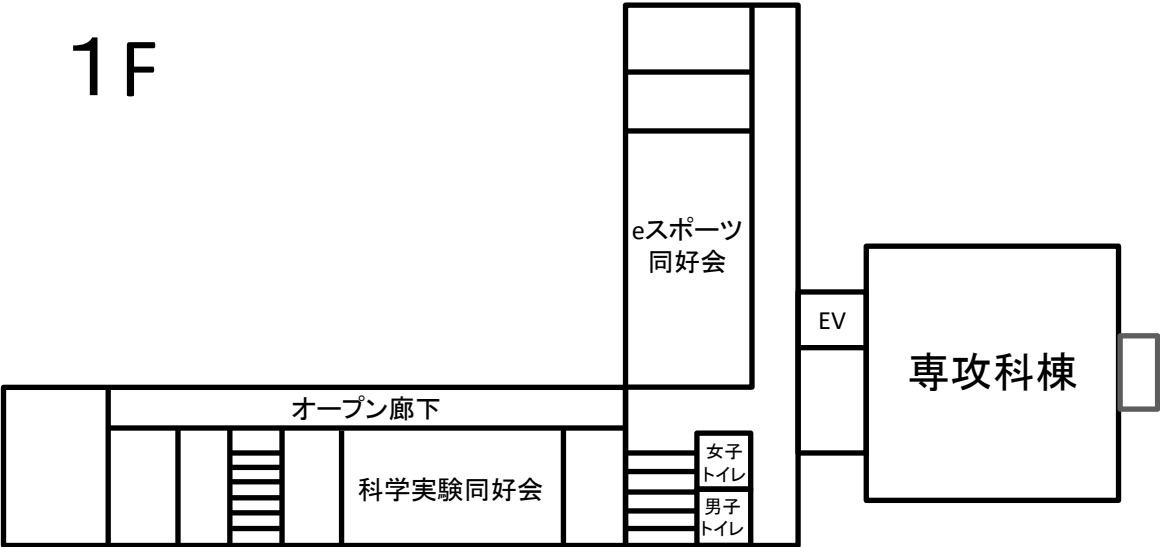 1F
eスポーツ
同好会
EV
専攻科棟
オープン廊下
女子
トイレ
科学実験同好会
男子
トイレ